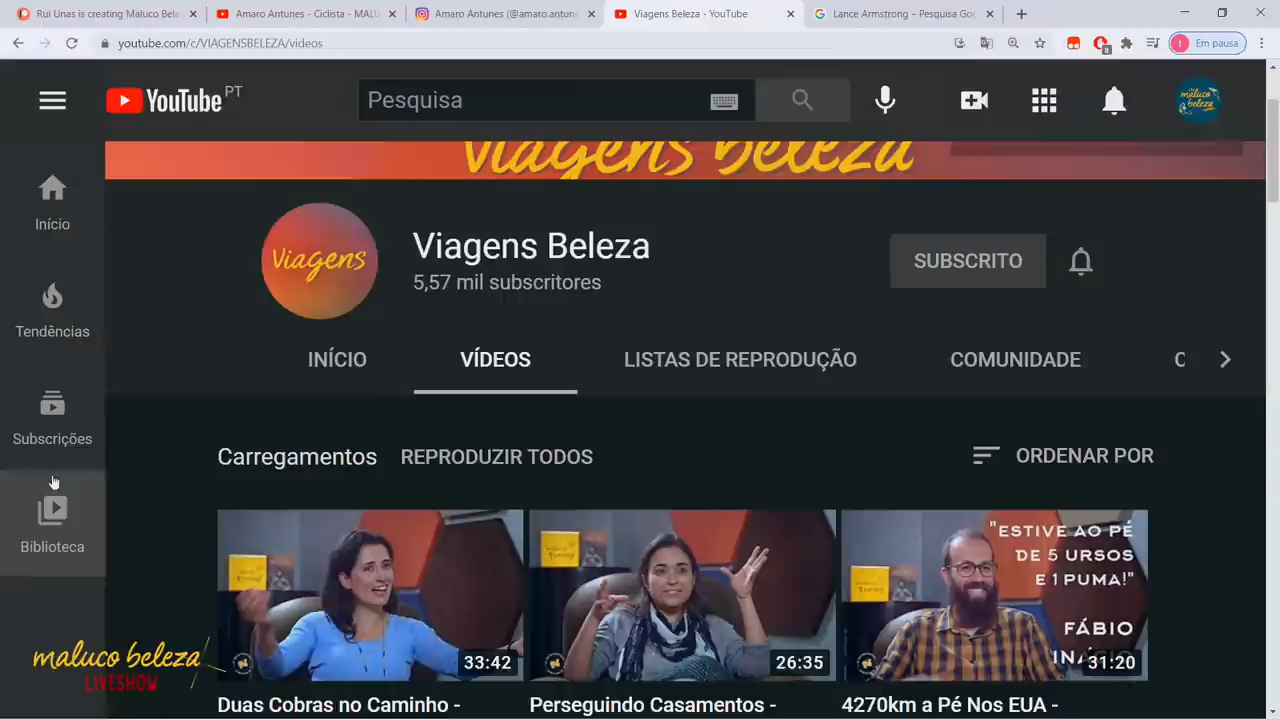 Rui Unas is creating Maluco Bele
Amaro Antunes - Ciclista - MALU
Amaro Antunes (@amaro.antune
Viagens Beleza - YouTube
Lance Armstrong – Pesquisa Goo
youtube.com/c/VIAGENSBELEZA/videos
Em pausa
YouTube PT
Pesquisa
maluco beleza
viagens beleza
Início
Tendências
Subscrições
Biblioteca
Viagens
Viagens Beleza
5,57 mil subscritores
SUBSCRITO
INÍCIO
VÍDEOS
LISTAS DE REPRODUÇÃO
COMUNIDADE
Carregamentos
REPRODUZIR TODOS
ORDENAR POR
33:42
26:35
"ESTIVE AO PÉ
DE 5 URSOS
E 1 PUMA!"
FÁBIO
31:20
Duas Cobras no Caminho -
Perseguindo Casamentos -
4270km a Pé Nos EUA -
maluco beleza
LIVESHOW